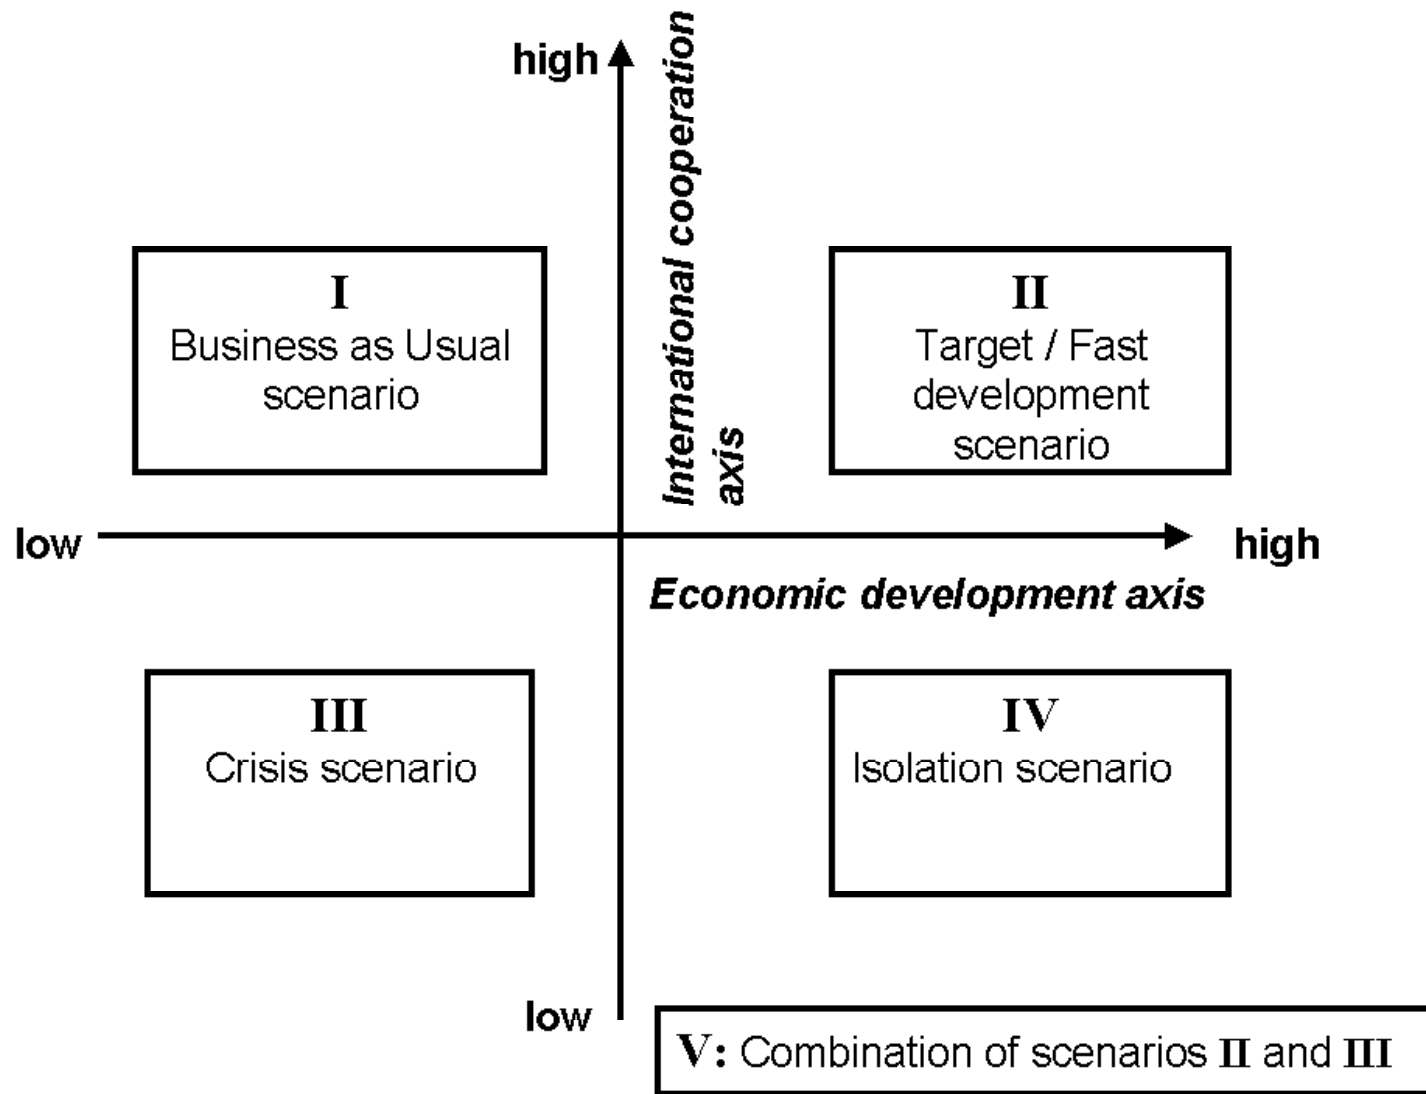 high
International cooperation
axis
I
Business as Usual
scenario
II
Target / Fast
development
scenario
low
high
Economic development axis
III
Crisis scenario
IV
Isolation scenario
low
V: Combination of scenarios II and III